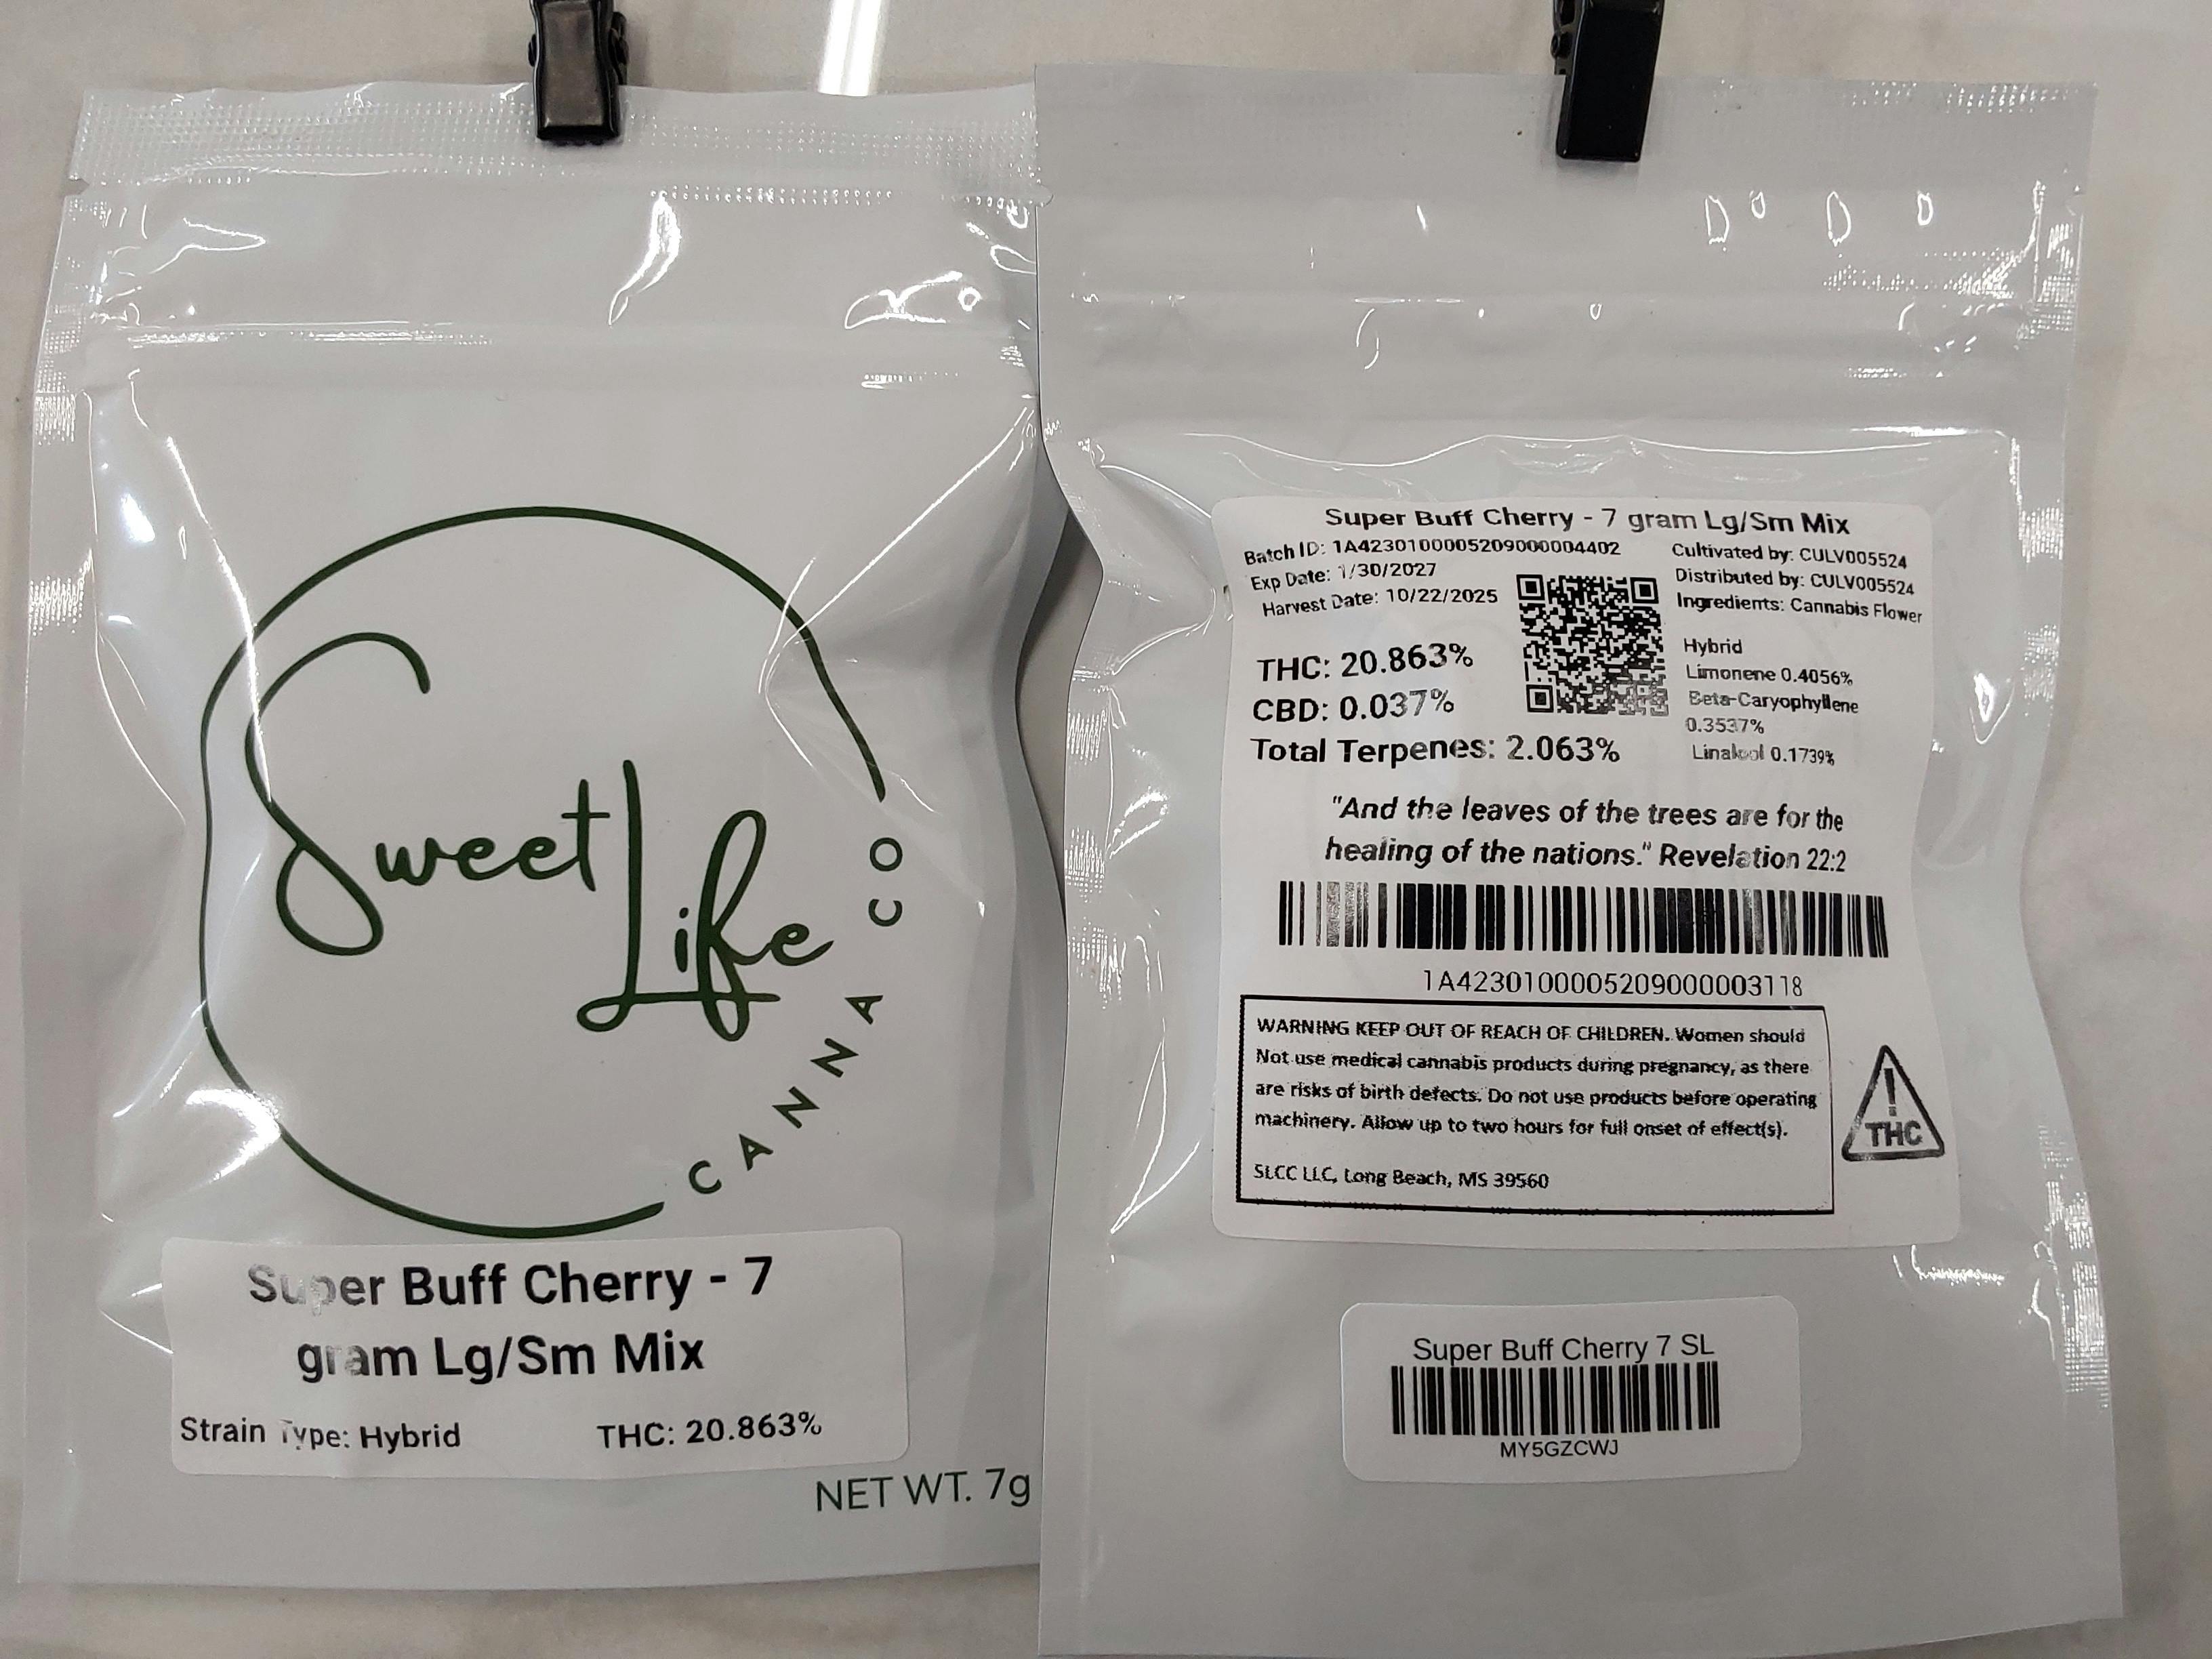 Sweet
Life
CANNA CO
Super Buff Cherry - 7
gram Lg/Sm Mix
Strain Type: Hybrid THC: 20.863%
NET WT. 7g
Super Buff Cherry - 7 gram Lg/Sm Mix
Batch ID: 1A4230100005209000004402
Exp Date: 1/30/2027
Harvest Date: 10/22/2025
Cultivated by: CULV005524
Distributed by: CULV005524
Ingredients: Cannabis Flower
THC: 20.863%
CBD: 0.037%
Total Terpenes: 2.063%
Hybrid
Limonene 0.4056%
Beta-Caryophyllene
0.3537%
Linalool 0.1739%
"And the leaves of the trees are for the
healing of the nations." Revelation 22:2
1A4230100005209000003118
WARNING KEEP OUT OF REACH OF CHILDREN. Women should
Not use medical cannabis products during pregnancy, as there
are risks of birth defects. Do not use products before operating
machinery. Allow up to two hours for full onset of effect(s).
SLCC LLC, Long Beach, MS 39560
!
THC
Super Buff Cherry 7 SL
MY5GZCWJ